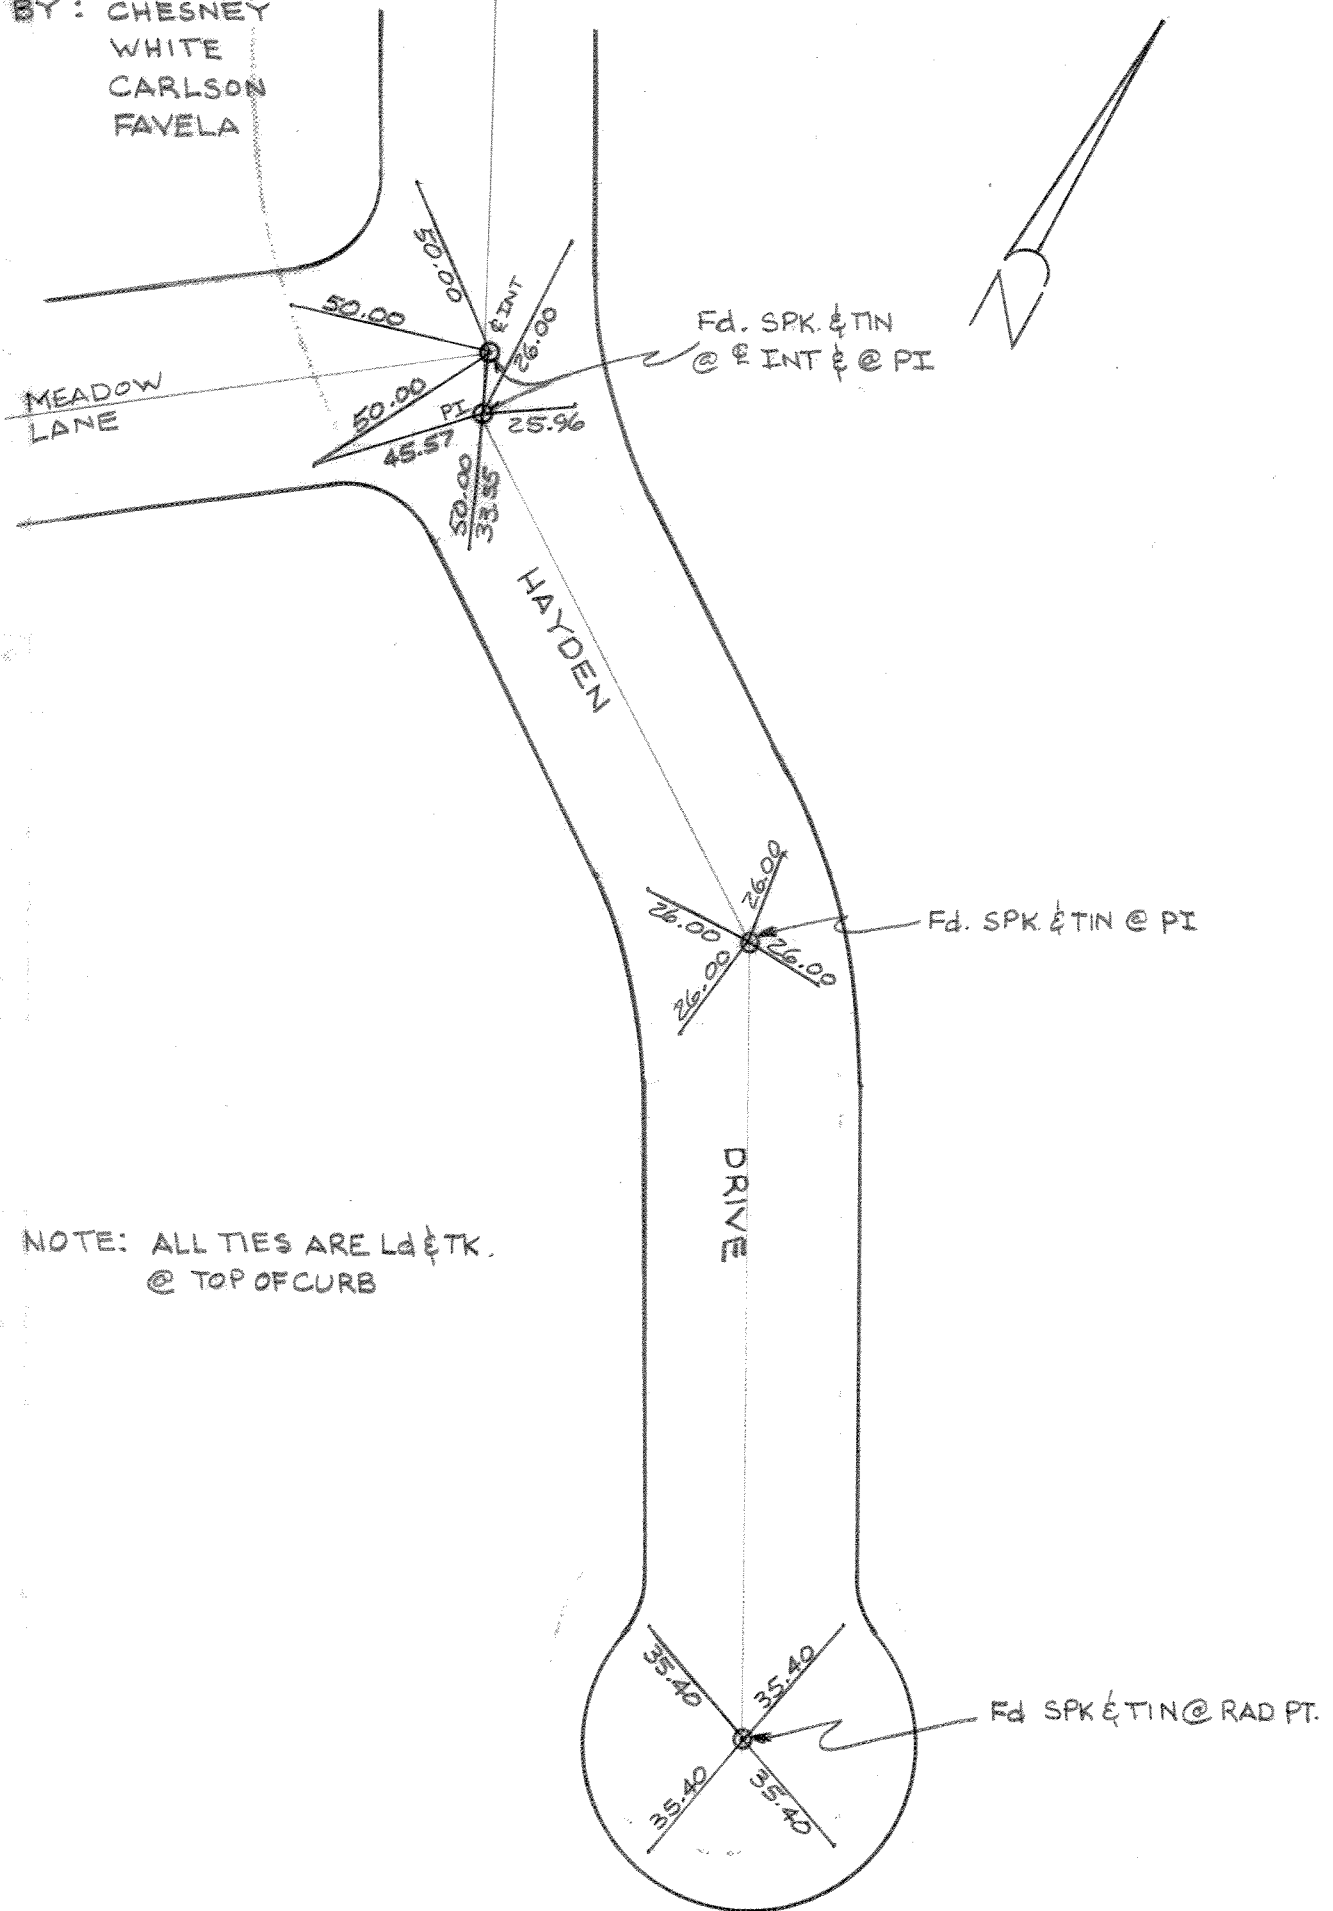 BY: CHESNEY
WHITE
CARLSON
FAVELA
50.00
50.00
℄ INT
26.00
Fd. SPK. & TIN
@ ℄ INT & @ PI
MEADOW
LANE
50.00
PI
25.96
45.57
50.00
33.55
HAYDEN
26.00
26.00
26.00
26.00
Fd. SPK & TIN @ PI
DRIVE
NOTE: ALL TIES ARE Ld & TK.
@ TOP OF CURB
35.40
35.40
Fd SPK & TIN @ RAD PT.
35.40
35.40